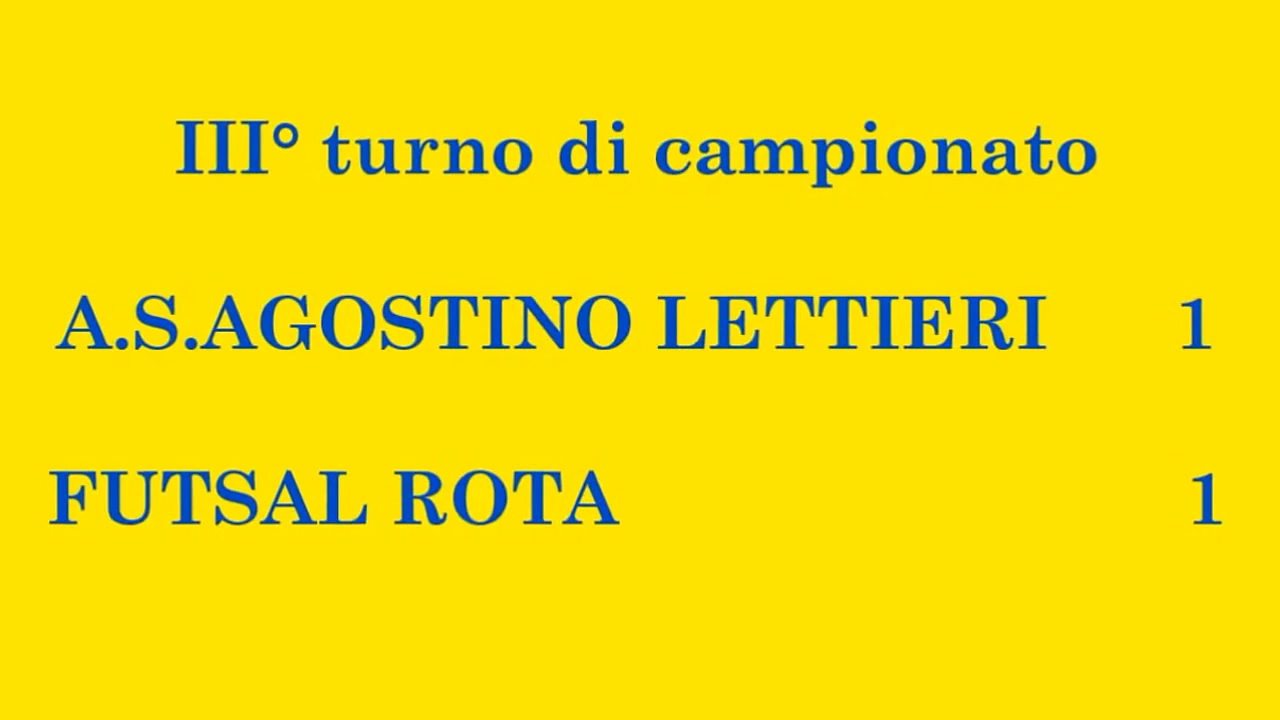 III° turno di campionato
A.S.AGOSTINO LETTIERI 1
FUTSAL ROTA 1